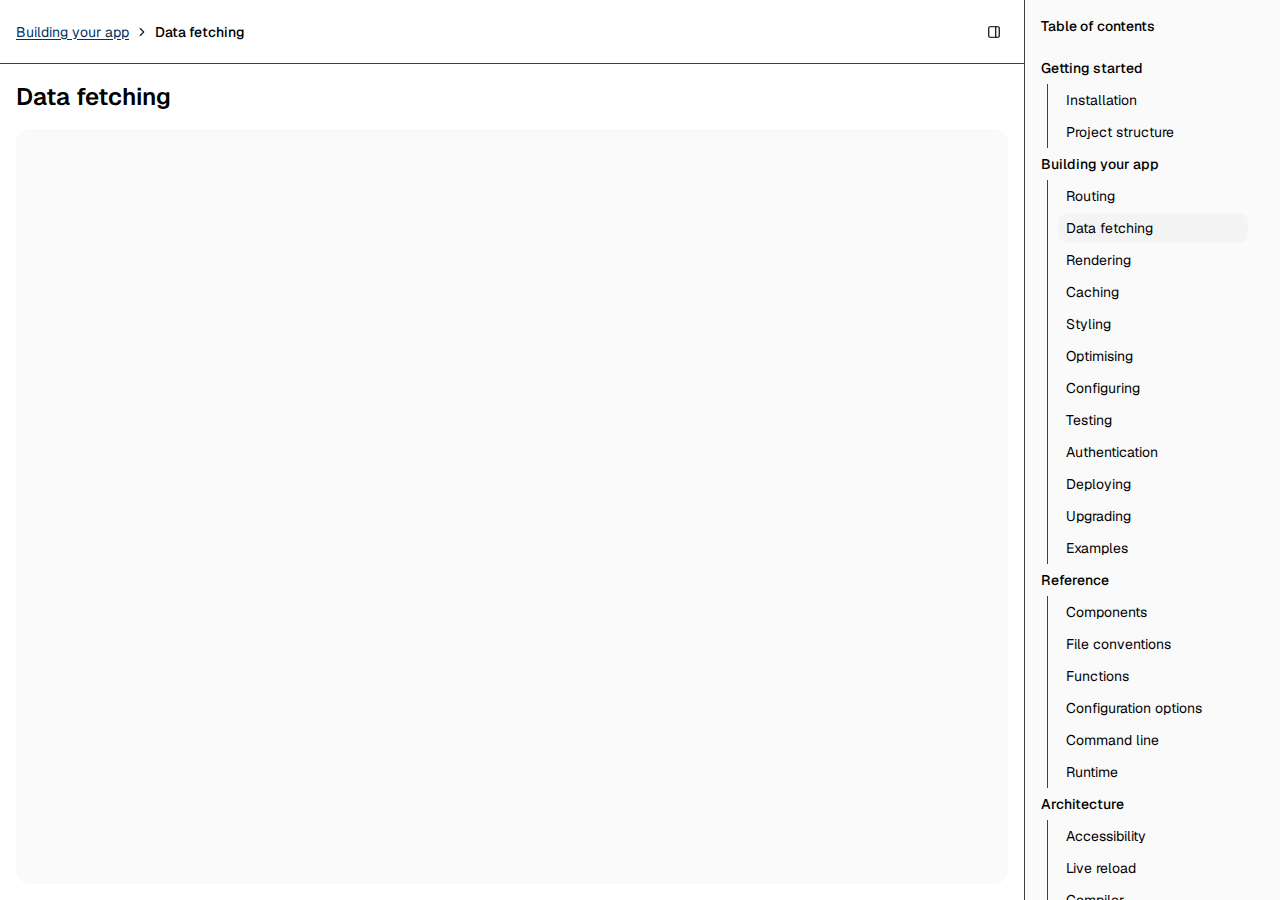 Building your app
Data fetching
Data fetching
Table of contents
Getting started
Installation
Project structure
Building your app
Routing
Data fetching
Rendering
Caching
Styling
Optimising
Configuring
Testing
Authentication
Deploying
Upgrading
Examples
Reference
Components
File conventions
Functions
Configuration options
Command line
Runtime
Architecture
Accessibility
Live reload
Compiler